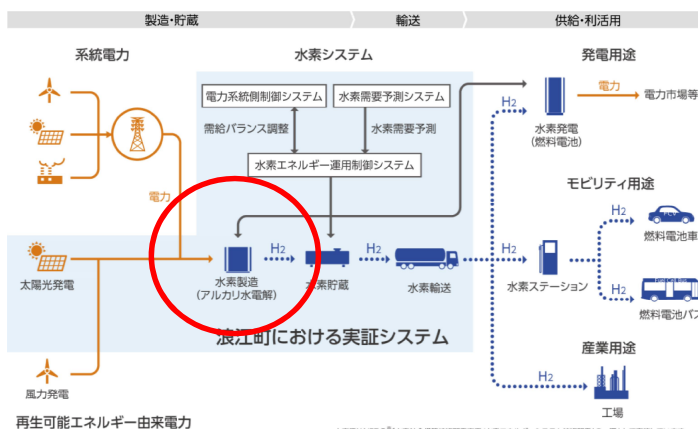 製造・貯蔵
輸送
供給・利活用
系統電力
水素システム
発電用途
電力系統側制御システム
水素需要予測システム
需給バランス調整
水素需要予測
水素エネルギー運用制御システム
電力
H2
電力
電力市場等
水素発電
(燃料電池)
モビリティ用途
H2
燃料電池車
太陽光発電
H2
H2
H2
水素製造
(アルカリ水電解)
水素貯蔵
水素輸送
水素ステーション
H2
燃料電池バス
浪江町における実証システム
産業用途
H2
工場
風力発電
再生可能エネルギー由来電力